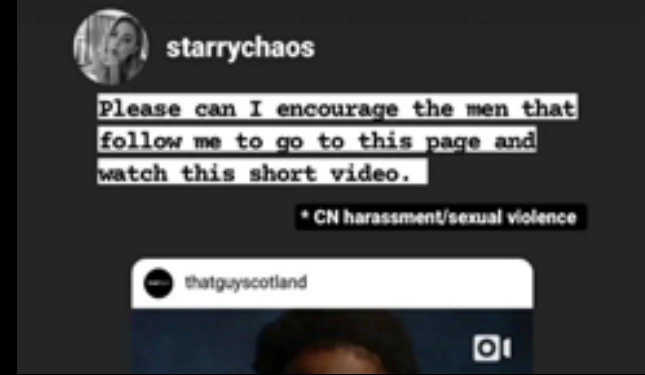 starrychaos
Please can I encourage the men that
follow me to go to this page and
watch this short video.
* CN harassment/sexual violence
thatguyscotland